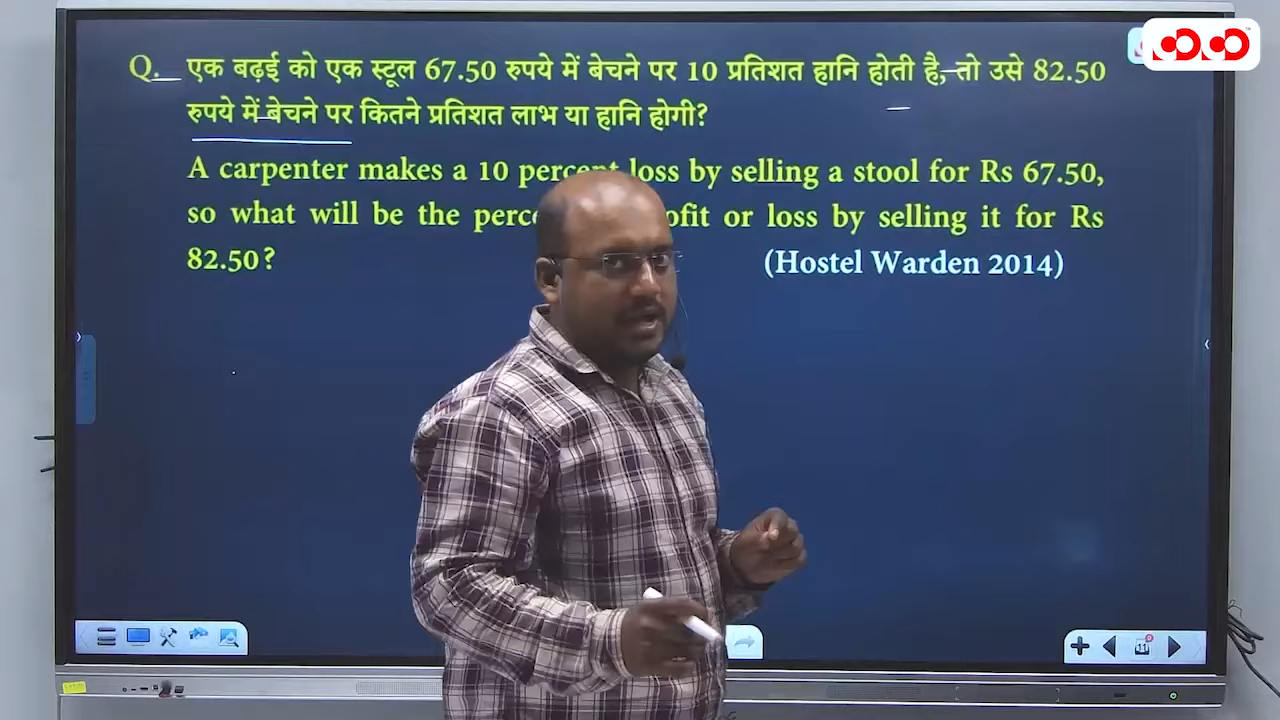 Q. एक बढ़ई को एक स्टूल 67.50 रुपये में बेचने पर 10 प्रतिशत हानि होती है, तो उसे 82.50
रुपये में बेचने पर कितने प्रतिशत लाभ या हानि होगी?
A carpenter makes a 10 percent loss by selling a stool for Rs 67.50,
so what will be the or loss by selling it for Rs
82.50?
(Hostel Warden 2014)